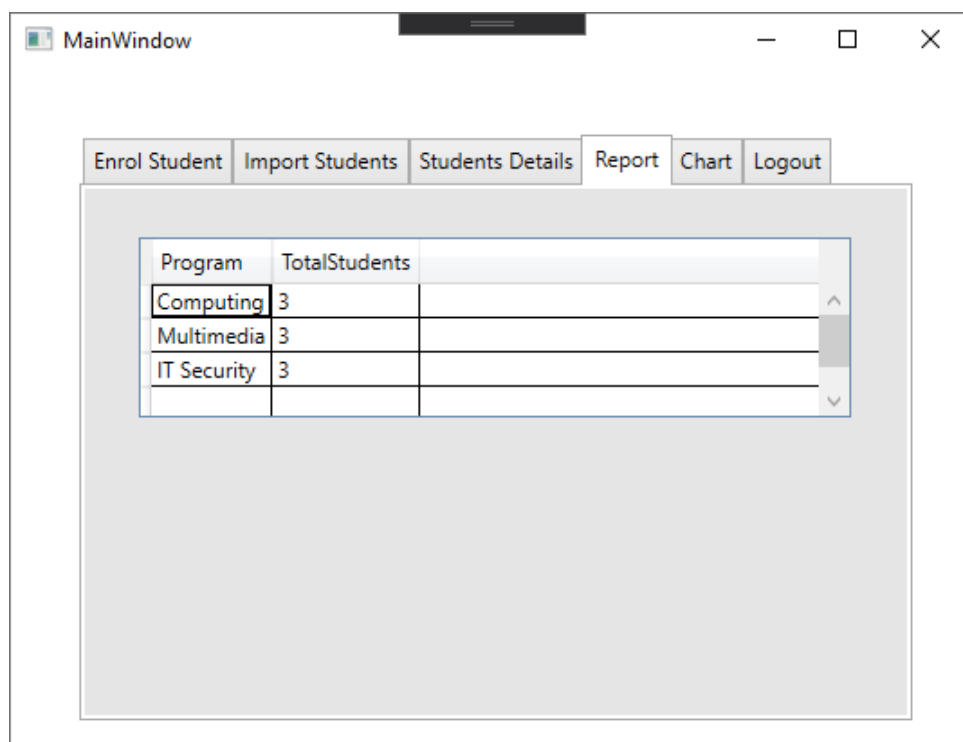 MainWindow
Enrol Student Import Students Students Details Report Chart Logout
Program TotalStudents
Computing 3
Multimedia 3
IT Security 3